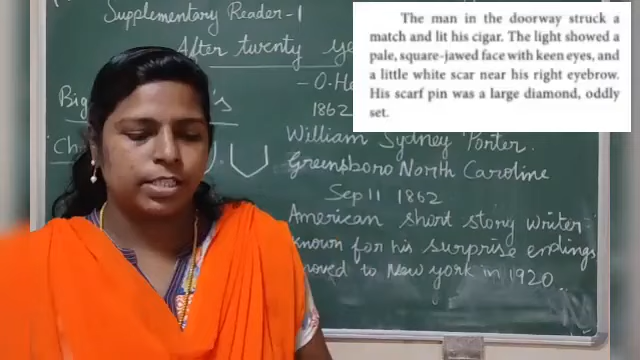 Supplementary Reader-1
After twenty ye
- O. He
1862
Big 's
Ch
William Sydney Porter.
Greensboro North Caroline
Sep 11 1862
American short story writer-
known for his surprise endings
moved to New york in 1920...
The man in the doorway struck a
match and lit his cigar. The light showed a
pale, square-jawed face with keen eyes, and
a little white scar near his right eyebrow.
His scarf pin was a large diamond, oddly
set.